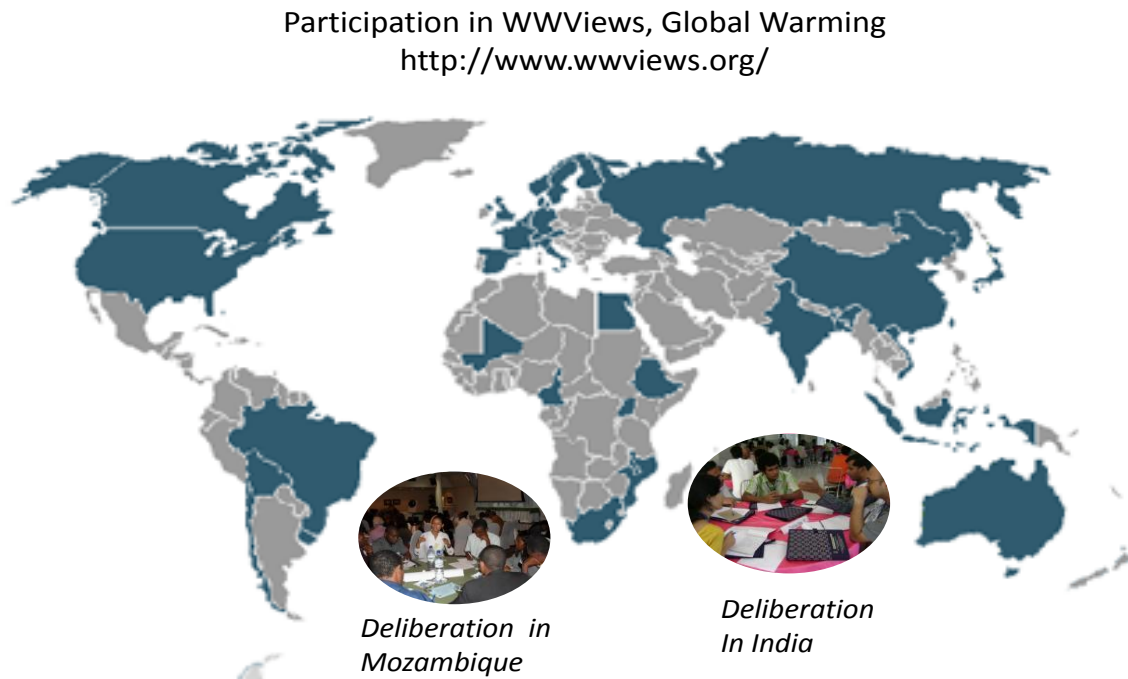 Participation in WWViews, Global Warming
http://www.wwviews.org/
Deliberation in
Mozambique
Deliberation
In India